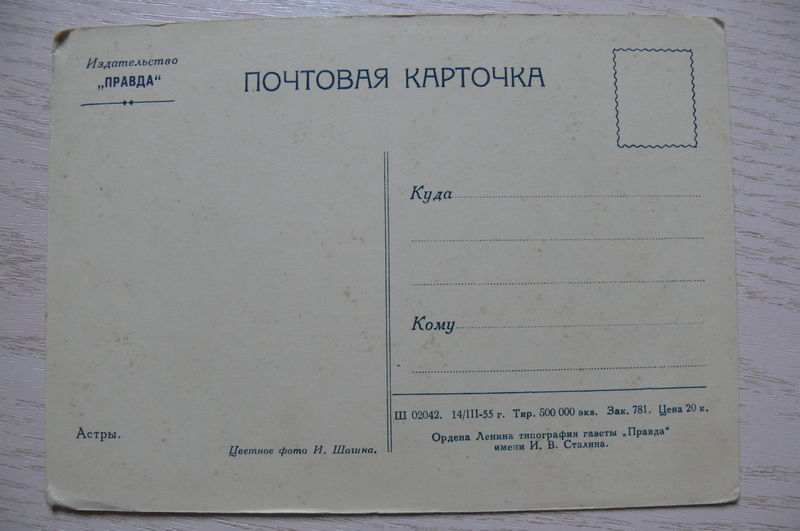 Издательство
„ПРАВДА“
ПОЧТОВАЯ КАРТОЧКА
Куда
Кому
Ш 02042. 14/III-55 г. Тир. 500 000 экз. Зак. 781. Цена 20 к.
Ордена Ленина типография газеты „Правда“
имени И. В. Сталина.
Астры.
Цветное фото И. Шагина.